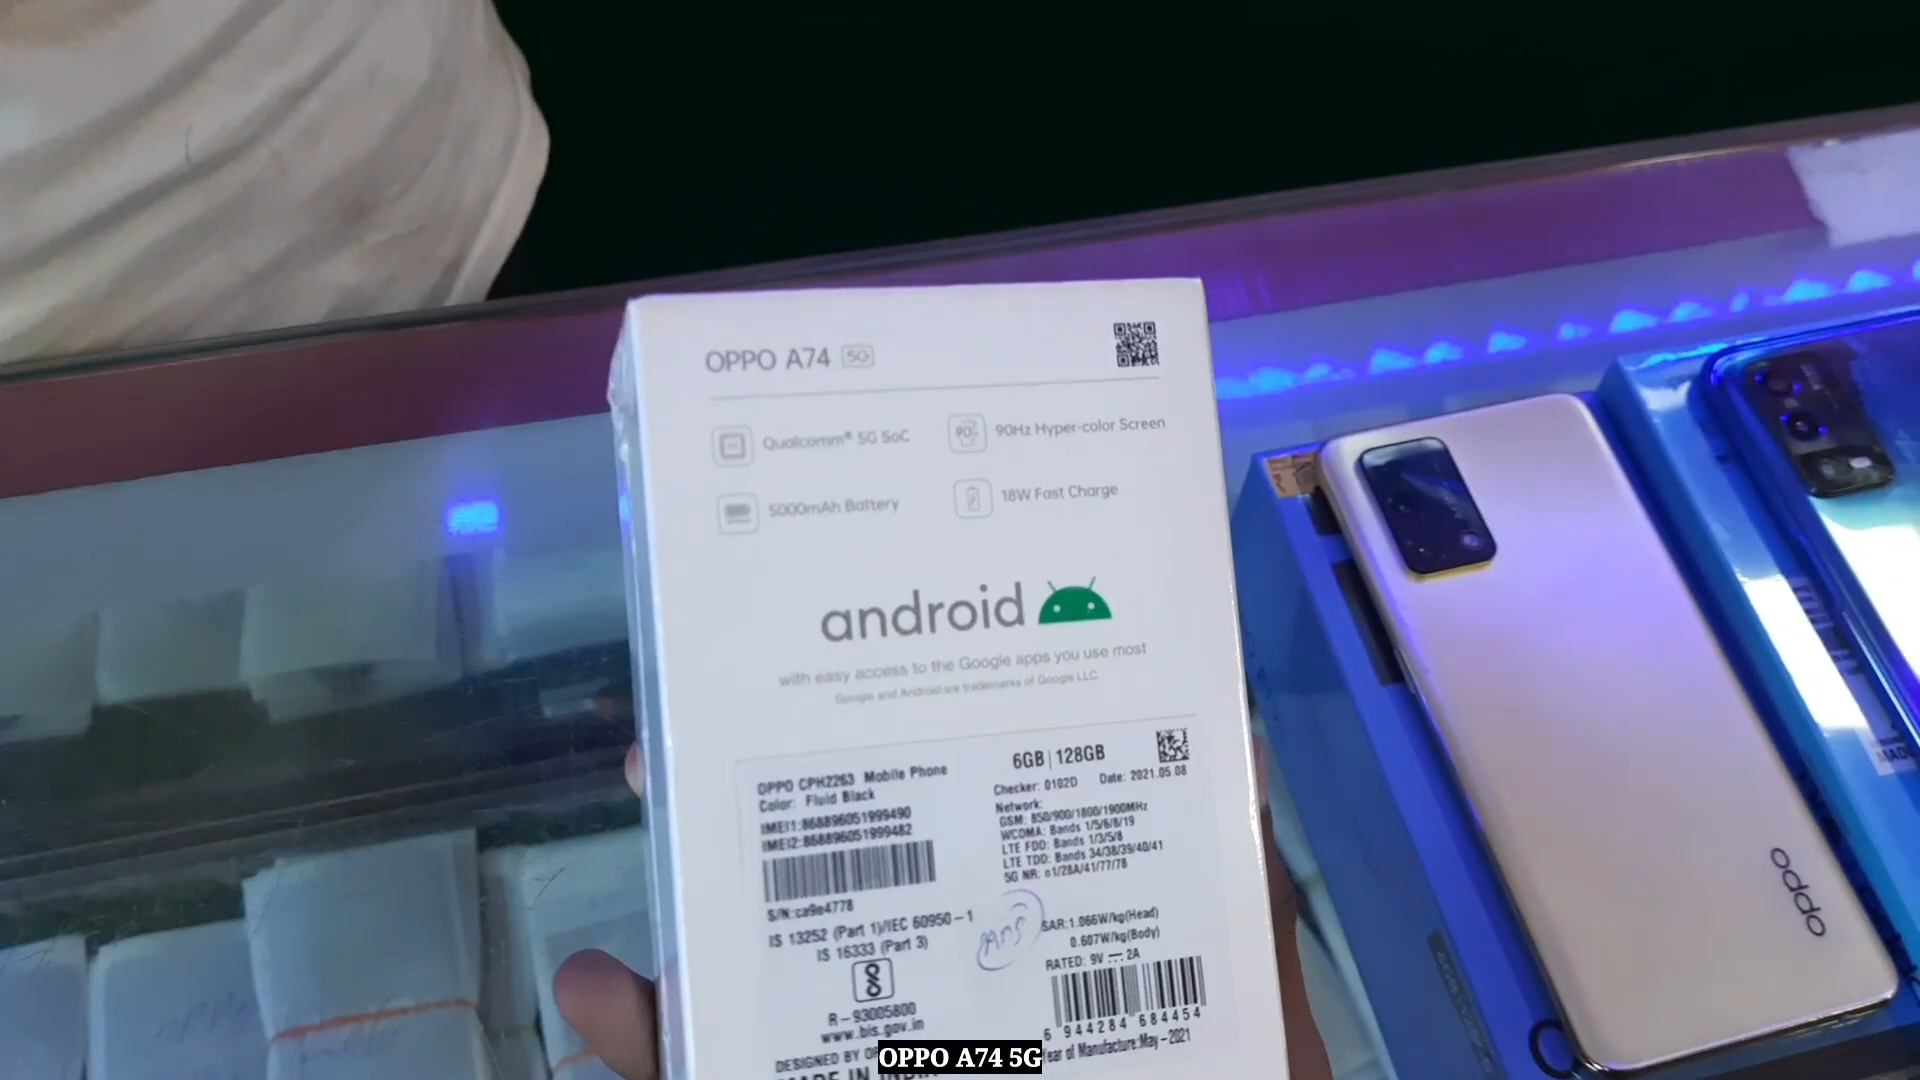 OPPO A74 5G
Qualcomm® 5G SoC
90Hz Hyper-color Screen
5000mAh Battery
18W Fast Charge
android
with easy access to the Google apps you use most
Google and Android are trademarks of Google LLC
OPPO CPH2263 Mobile Phone
Color: Fluid Black
IMEI1:868896051999490
IMEI2:868896051999482
S/N:ca9e4778
IS 13252 (Part 1)/IEC 60950-1
IS 16333 (Part 3)
R-93005800
www.bis.gov.in
DESIGNED BY
MADE IN
6GB | 128GB
Checker: 0102D Date: 2021.05.08
Network:
GSM: 850/900/1800/1900MHz
WCDMA: Bands 1/5/6/8/19
LTE FDD: Bands 1/3/5/8
LTE TDD: Bands 34/38/39/40/41
5G NR: n1/28A/41/77/78
SAR:1.066W/kg(Head)
0.607W/kg(Body)
RATED: 9V 2A
6 944284 684454
Year of Manufacture:May-2021
oppo
OPPO A74 5G